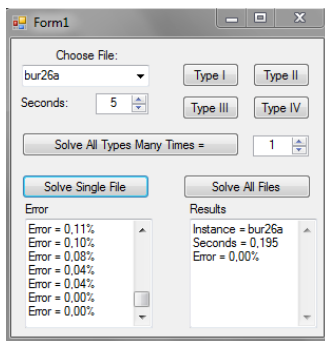 Form1
Choose File:
bur26a
Type I Type II
Seconds: 5
Type III Type IV
Solve All Types Many Times = 1
Solve Single File Solve All Files
Error Results
Error = 0,11% Instance = bur26a
Error = 0,10% Seconds = 0,195
Error = 0,08% Error = 0,00%
Error = 0,04%
Error = 0,04%
Error = 0,00%
Error = 0,00%